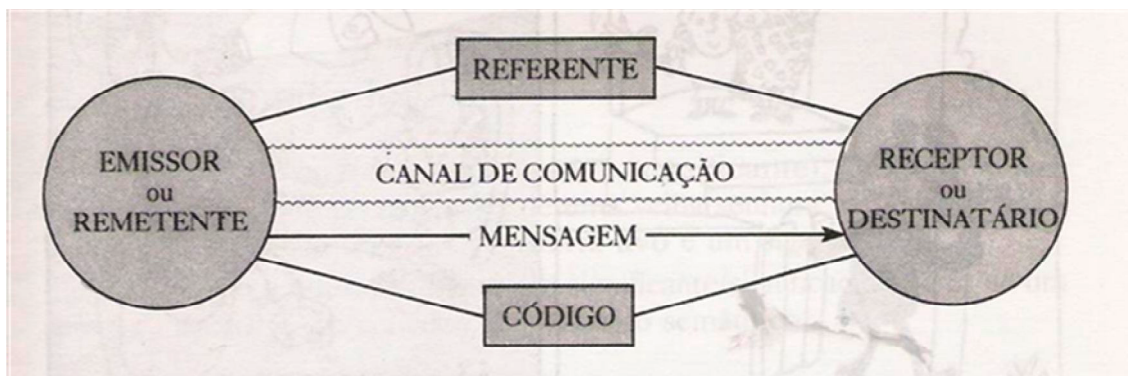 REFERENTE
EMISSOR
ou
REMETENTE
CANAL DE COMUNICAÇÃO
RECEPTOR
ou
DESTINATÁRIO
MENSAGEM
CÓDIGO